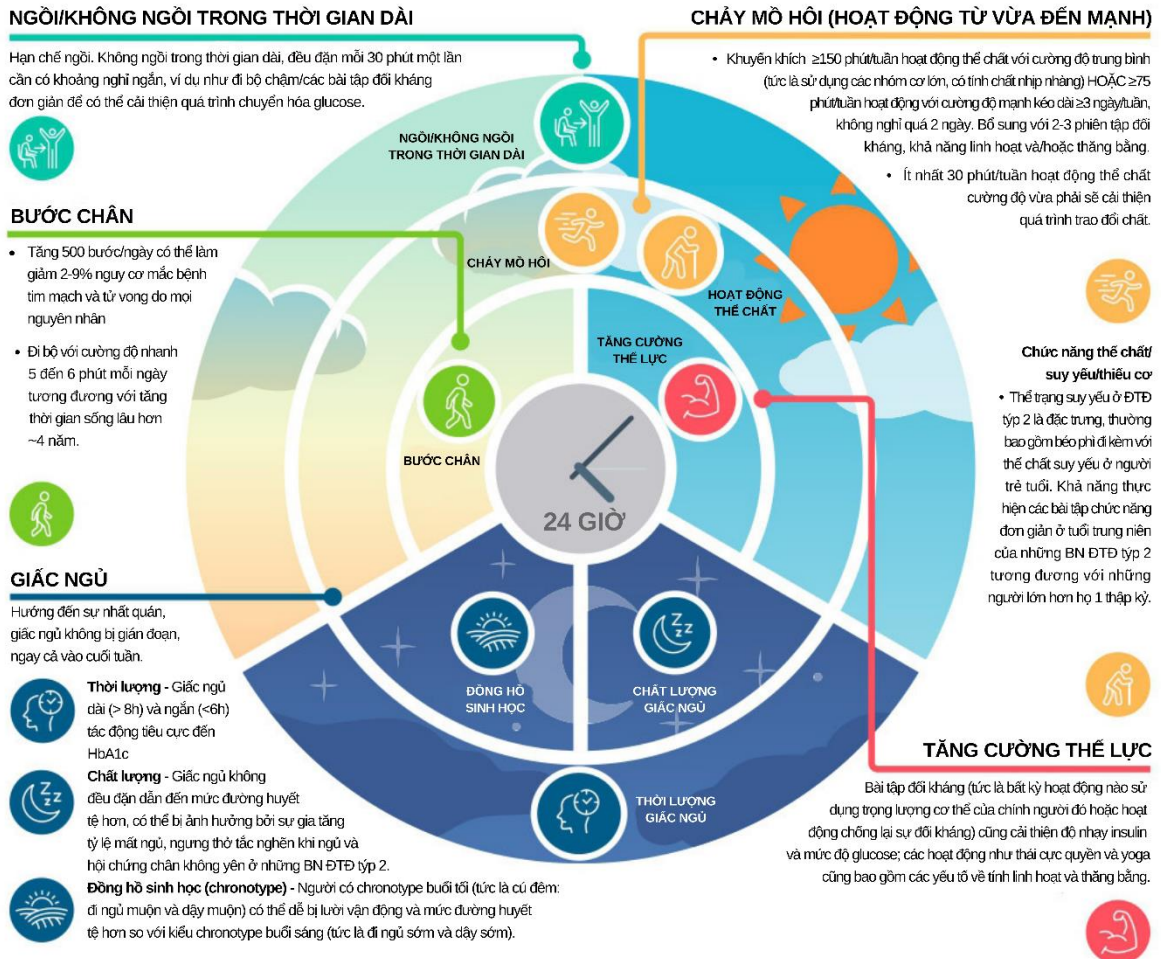 NGỒI/KHÔNG NGỒI TRONG THỜI GIAN DÀI
Hạn chế ngồi. Không ngồi trong thời gian dài, đều đặn mỗi 30 phút một lần
cần có khoảng nghỉ ngắn, ví dụ như đi bộ chậm/các bài tập đối kháng
đơn giản để có thể cải thiện quá trình chuyển hóa glucose.
CHẢY MỒ HÔI (HOẠT ĐỘNG TỪ VỪA ĐẾN MẠNH)
• Khuyến khích ≥150 phút/tuần hoạt động thể chất với cường độ trung bình
(tức là sử dụng các nhóm cơ lớn, có tính chất nhịp nhàng) HOẶC ≥75
phút/tuần hoạt động với cường độ mạnh kéo dài ≥3 ngày/tuần,
không nghỉ quá 2 ngày. Bổ sung với 2-3 phiên tập đối
kháng, khả năng linh hoạt và/hoặc thăng bằng.
• Ít nhất 30 phút/tuần hoạt động thể chất
cường độ vừa phải sẽ cải thiện
quá trình trao đổi chất.
NGỒI/KHÔNG NGỒI
TRONG THỜI GIAN DÀI
CHẢY MỒ HÔI
HOẠT ĐỘNG
THỂ CHẤT
TĂNG CƯỜNG
THỂ LỰC
BƯỚC CHÂN
24 GIỜ
ĐỒNG HỒ
SINH HỌC
CHẤT LƯỢNG
GIẤC NGỦ
THỜI LƯỢNG
GIẤC NGỦ
BƯỚC CHÂN
• Tăng 500 bước/ngày có thể làm
giảm 2-9% nguy cơ mắc bệnh
tim mạch và tử vong do mọi
nguyên nhân
• Đi bộ với cường độ nhanh
5 đến 6 phút mỗi ngày
tương đương với tăng
thời gian sống lâu hơn
~4 năm.
Chức năng thể chất/
suy yếu/thiếu cơ
• Thể trạng suy yếu ở ĐTĐ
týp 2 là đặc trưng, thường
bao gồm béo phì đi kèm với
thể chất suy yếu ở người
trẻ tuổi. Khả năng thực
hiện các bài tập chức năng
đơn giản ở tuổi trung niên
của những BN ĐTĐ týp 2
tương đương với những
người lớn hơn họ 1 thập kỷ.
GIẤC NGỦ
Hướng đến sự nhất quán,
giấc ngủ không bị gián đoạn,
ngay cả vào cuối tuần.
Thời lượng - Giấc ngủ
dài (> 8h) và ngắn (<6h)
tác động tiêu cực đến
HbA1c
Chất lượng - Giấc ngủ không
đều đặn dẫn đến mức đường huyết
tệ hơn, có thể bị ảnh hưởng bởi sự gia tăng
tỷ lệ mất ngủ, ngưng thở tắc nghẽn khi ngủ và
hội chứng chân không yên ở những BN ĐTĐ týp 2.
Đồng hồ sinh học (chronotype) - Người có chronotype buổi tối (tức là cú đêm:
đi ngủ muộn và dậy muộn) có thể dễ bị lười vận động và mức đường huyết
tệ hơn so với kiểu chronotype buổi sáng (tức là đi ngủ sớm và dậy sớm).
TĂNG CƯỜNG THỂ LỰC
Bài tập đối kháng (tức là bất kỳ hoạt động nào sử
dụng trọng lượng cơ thể của chính người đó hoặc hoạt
động chống lại sự đối kháng) cũng cải thiện độ nhạy insulin
và mức độ glucose; các hoạt động như thái cực quyền và yoga
cũng bao gồm các yếu tố về tính linh hoạt và thăng bằng.